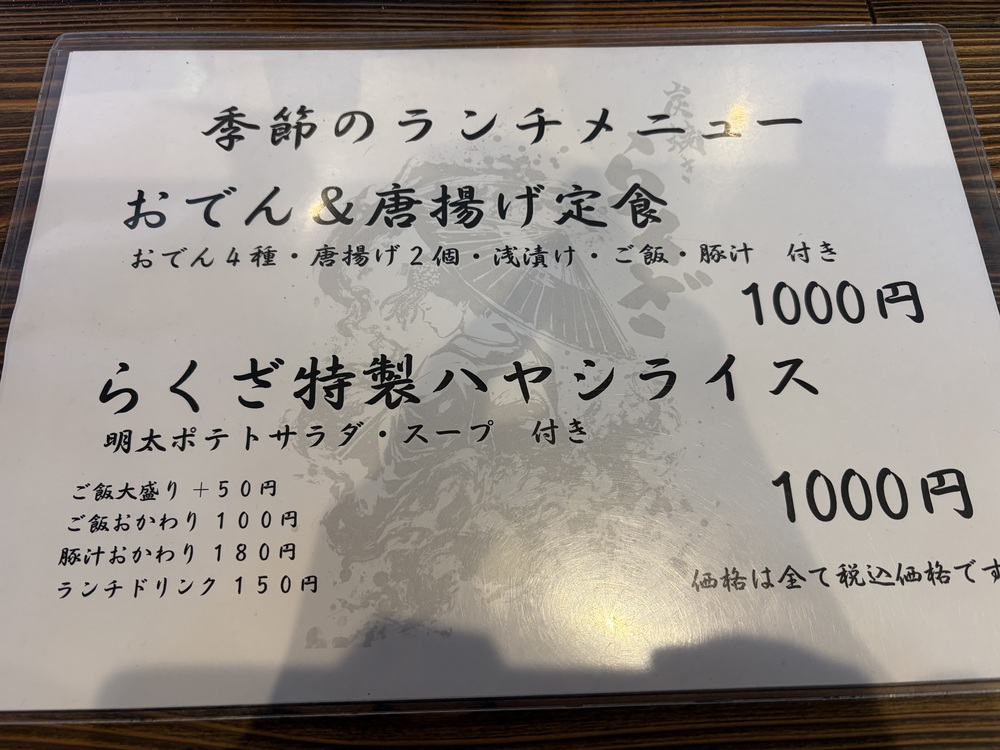 季節のランチメニュー
炭焼き
らくざ
おでん&唐揚げ定食
おでん4種・唐揚げ2個・浅漬け・ご飯・豚汁 付き
1000円
らくざ特製ハヤシライス
明太ポテトサラダ・スープ 付き
1000円
ご飯大盛り+50円
ご飯おかわり 100円
豚汁おかわり 180円
ランチドリンク 150円
価格は全て税込価格です